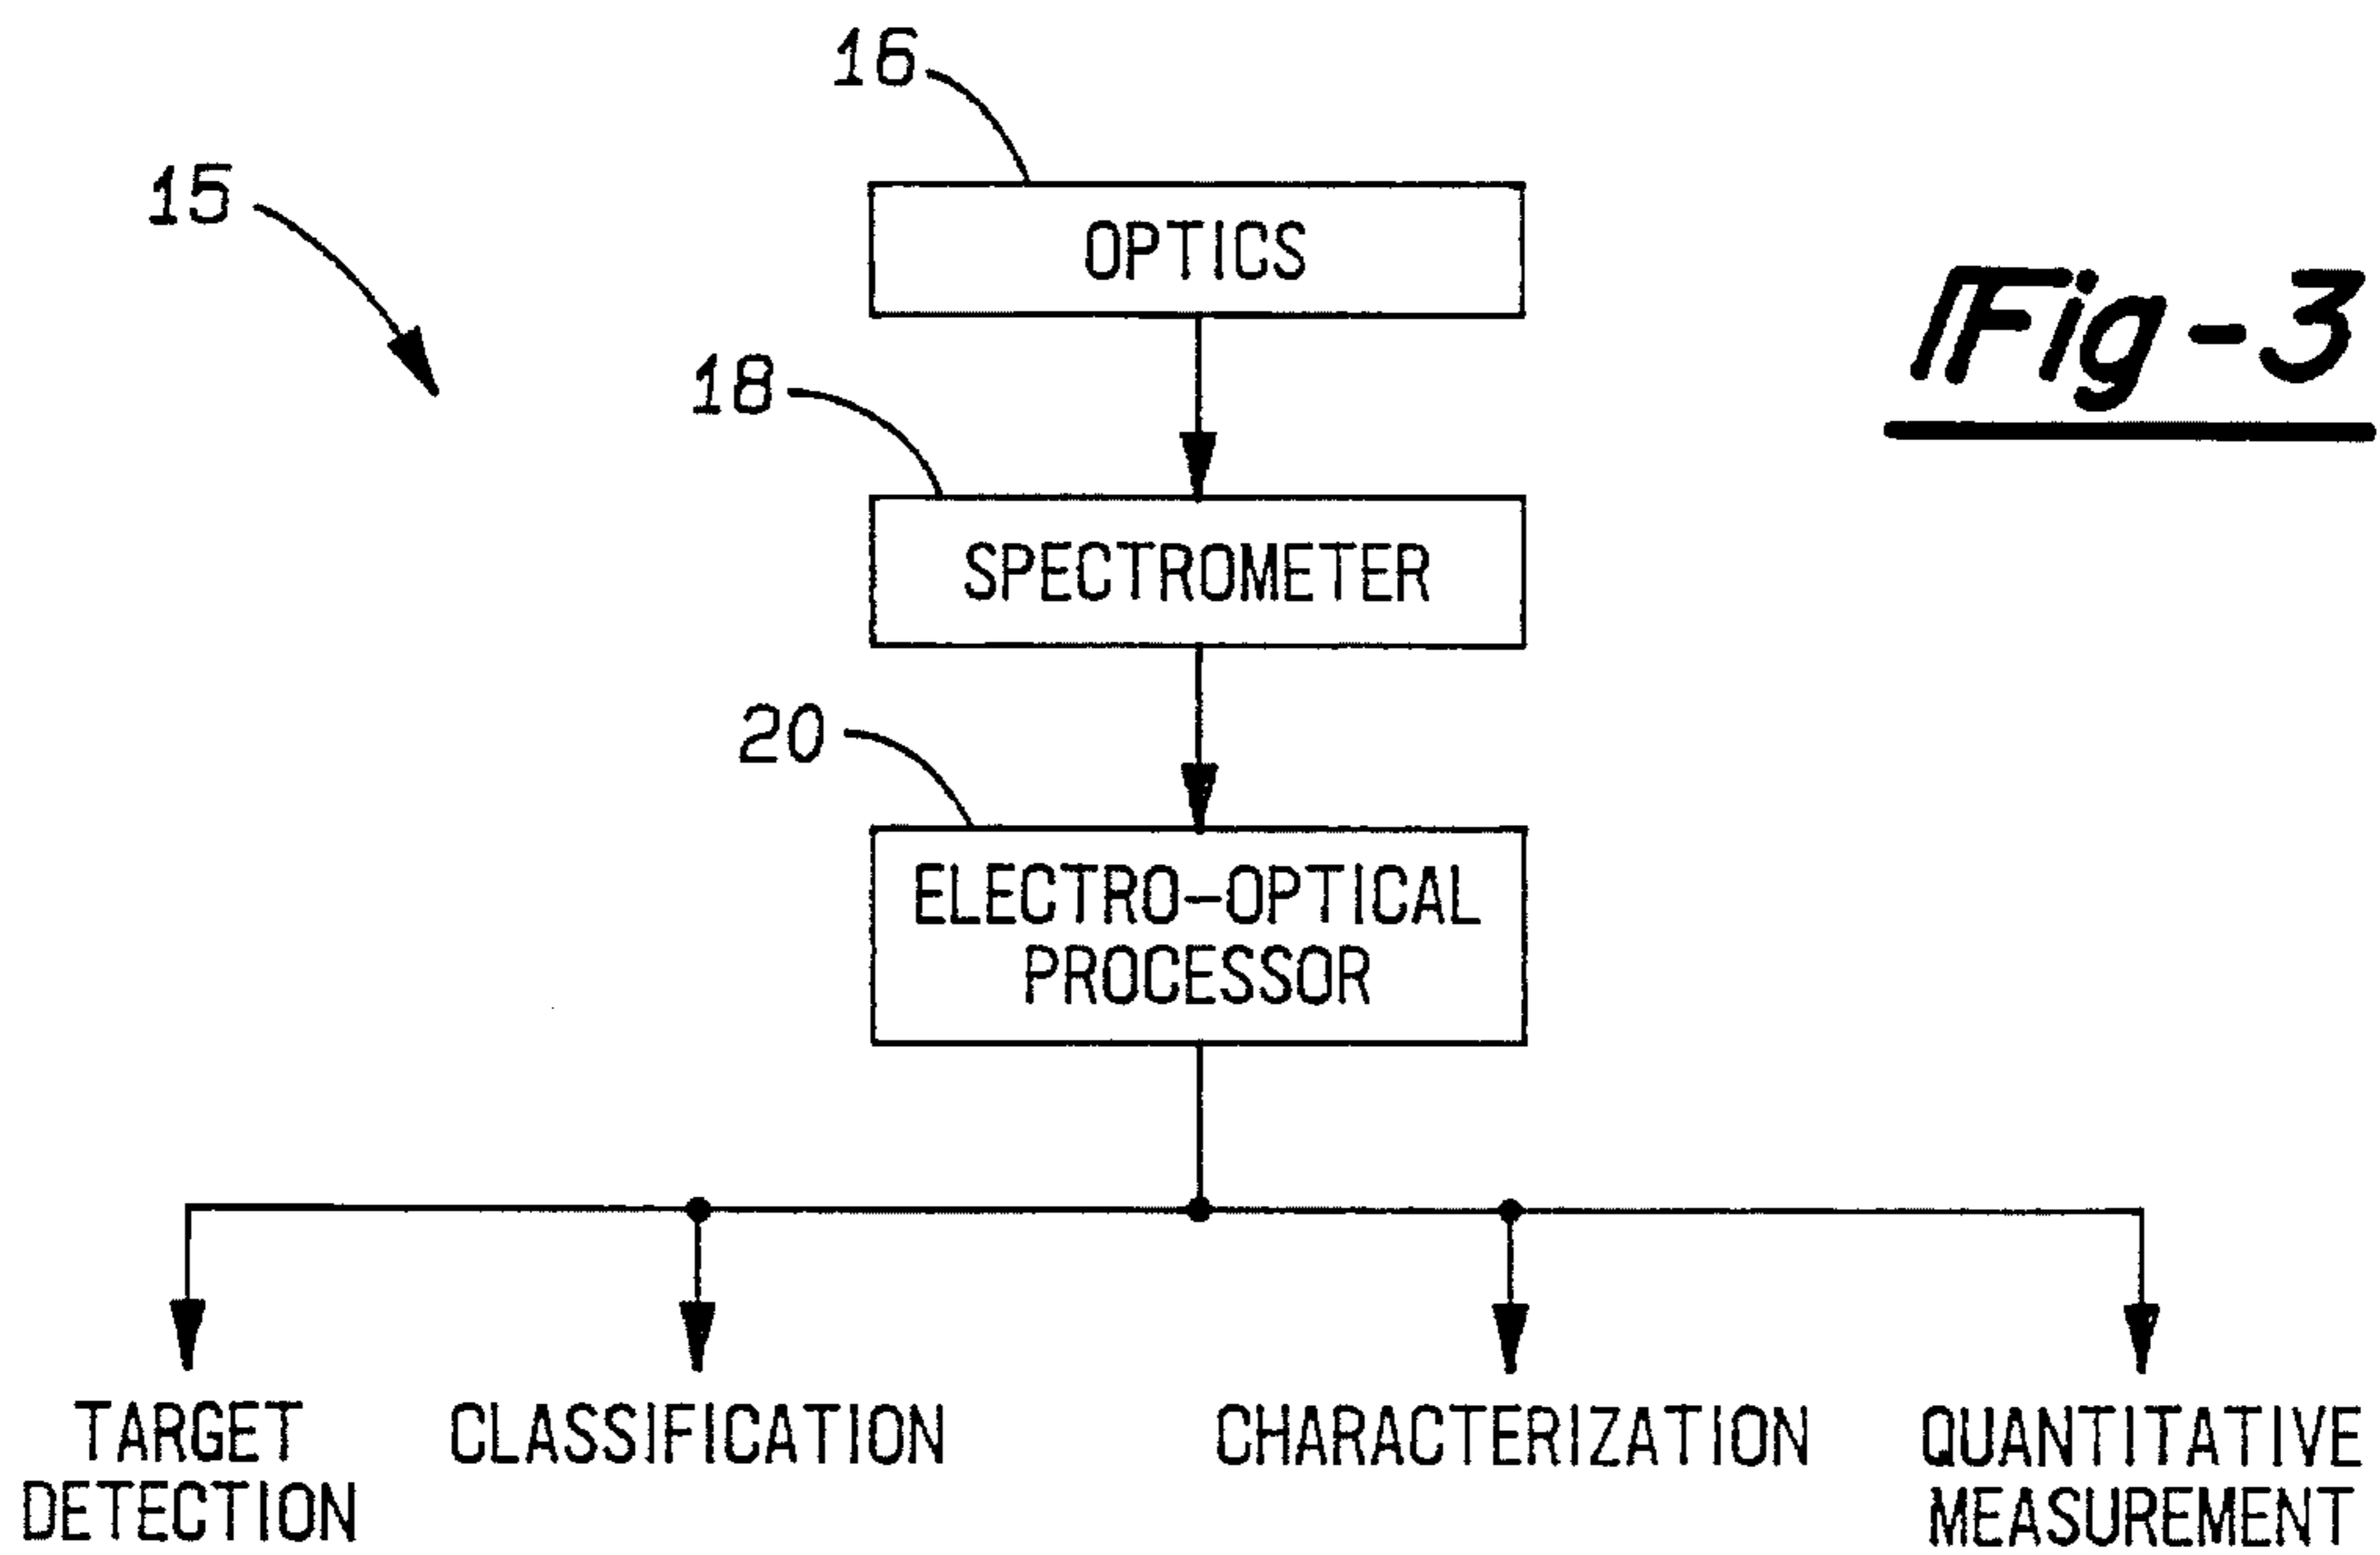 16
15
OPTICS
Fig-3
18
SPECTROMETER
20
ELECTRO-OPTICAL
PROCESSOR
TARGET
DETECTION
CLASSIFICATION
CHARACTERIZATION
QUANTITATIVE
MEASUREMENT